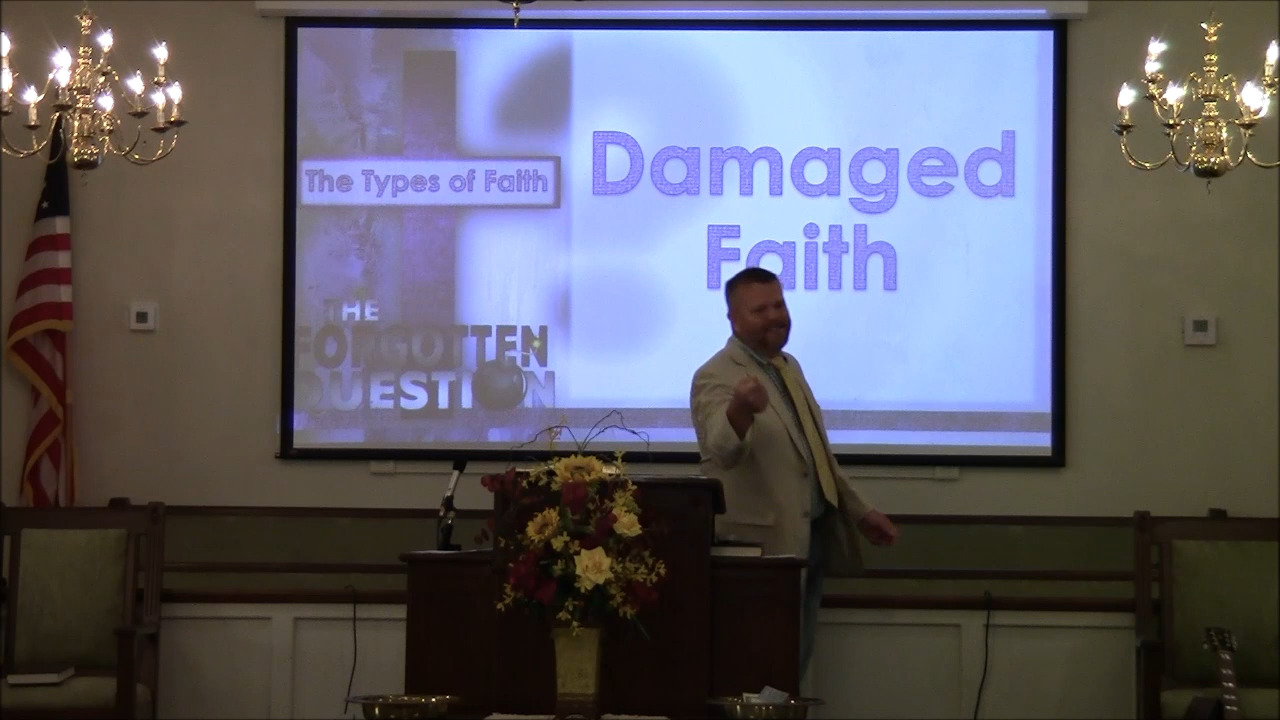 The Types of Faith
THE
FORGOTTEN
QUESTION
Damaged
Faith